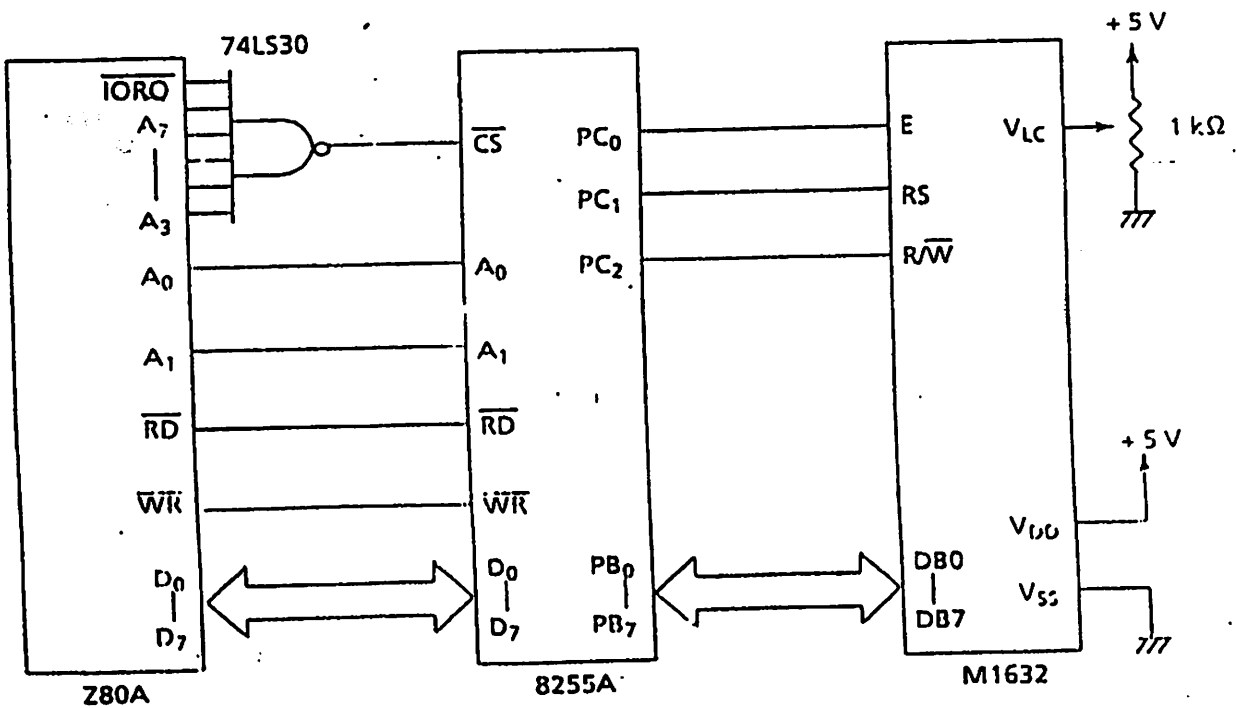 74LS30
+ 5 V
IORQ
A7
A3
A0
A1
RD
WR
D0
D7
Z80A
CS
A0
A1
RD
WR
D0
D7
PC0
PC1
PC2
PB0
PB7
8255A
E
RS
R/W
DB0
DB7
VLC
VDD
VSS
M1632
1 kΩ
+ 5 V